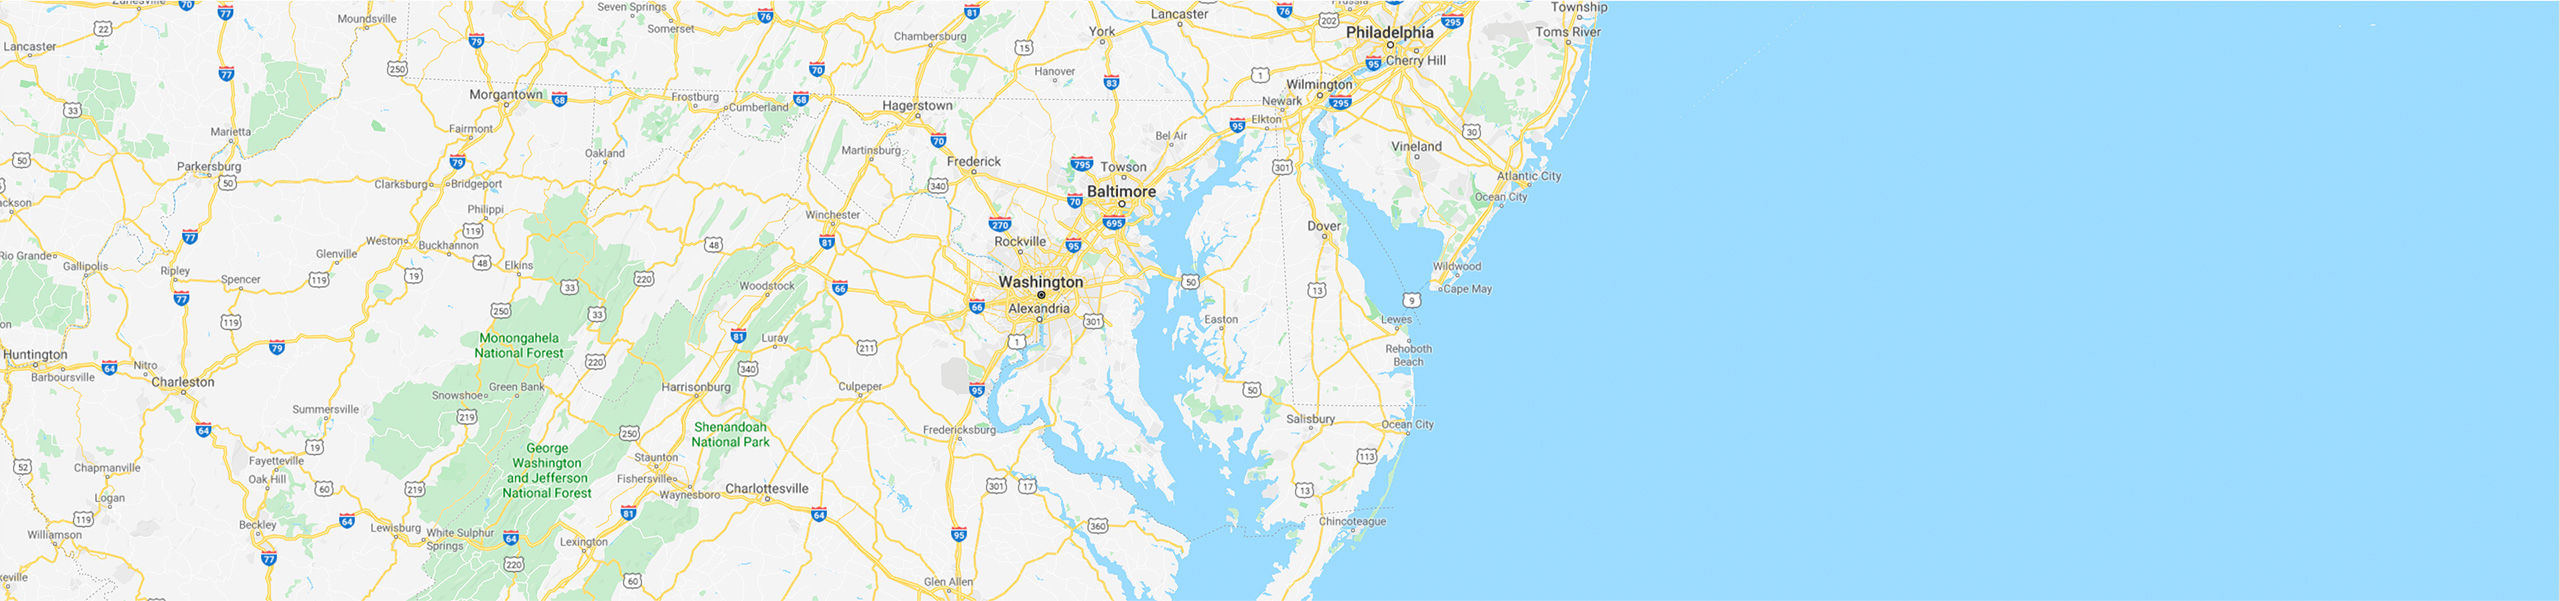 Seven Springs
Somerset
Moundsville
Lancaster
Chambersburg
York
Lancaster
Hanover
Philadelphia
Cherry Hill
Township
Toms River
Wilmington
Newark
Elkton
Morgantown
Frostburg
Cumberland
Hagerstown
Fairmont
Marietta
Parkersburg
Oakland
Martinsburg
Frederick
Bel Air
Towson
Baltimore
Vineland
Atlantic City
Ocean City
Clarksburg
Bridgeport
Philippi
Winchester
Dover
Weston
Buckhannon
Glenville
Elkins
Rockville
Washington
Alexandria
Rio Grande
Gallipolis
Ripley
Spencer
Woodstock
Wildwood
Cape May
Easton
Lewes
Rehoboth
Beach
Monongahela
National Forest
Luray
Huntington
Barboursville
Nitro
Charleston
Snowshoe
Green Bank
Harrisonburg
Culpeper
Summersville
Shenandoah
National Park
Fredericksburg
Salisbury
Ocean City
George
Washington
and Jefferson
National Forest
Staunton
Fishersville
Waynesboro
Charlottesville
Chapmanville
Logan
Fayetteville
Oak Hill
Beckley
Williamson
Lewisburg
White Sulphur
Springs
Lexington
Chincoteague
Glen Allen
70
77
22
79
250
76
81
70
15
83
76
202
295
95
1
295
77
33
68
68
95
30
50
79
70
795
340
301
50
70
695
270
95
77
119
48
81
119
19
48
220
33
66
50
13
9
77
250
33
66
301
119
81
1
79
220
211
64
340
95
50
219
64
250
19
113
52
60
219
301
17
13
119
64
81
64
360
77
64
95
220
60